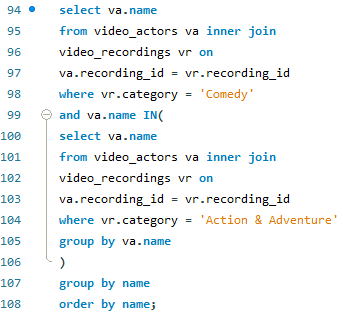 94 select va.name
95 from video_actors va inner join
96 video_recordings vr on
97 va.recording_id = vr.recording_id
98 where vr.category = 'Comedy'
99 and va.name IN(
100 select va.name
101 from video_actors va inner join
102 video_recordings vr on
103 va.recording_id = vr.recording_id
104 where vr.category = 'Action & Adventure'
105 group by va.name
106 )
107 group by name
108 order by name;